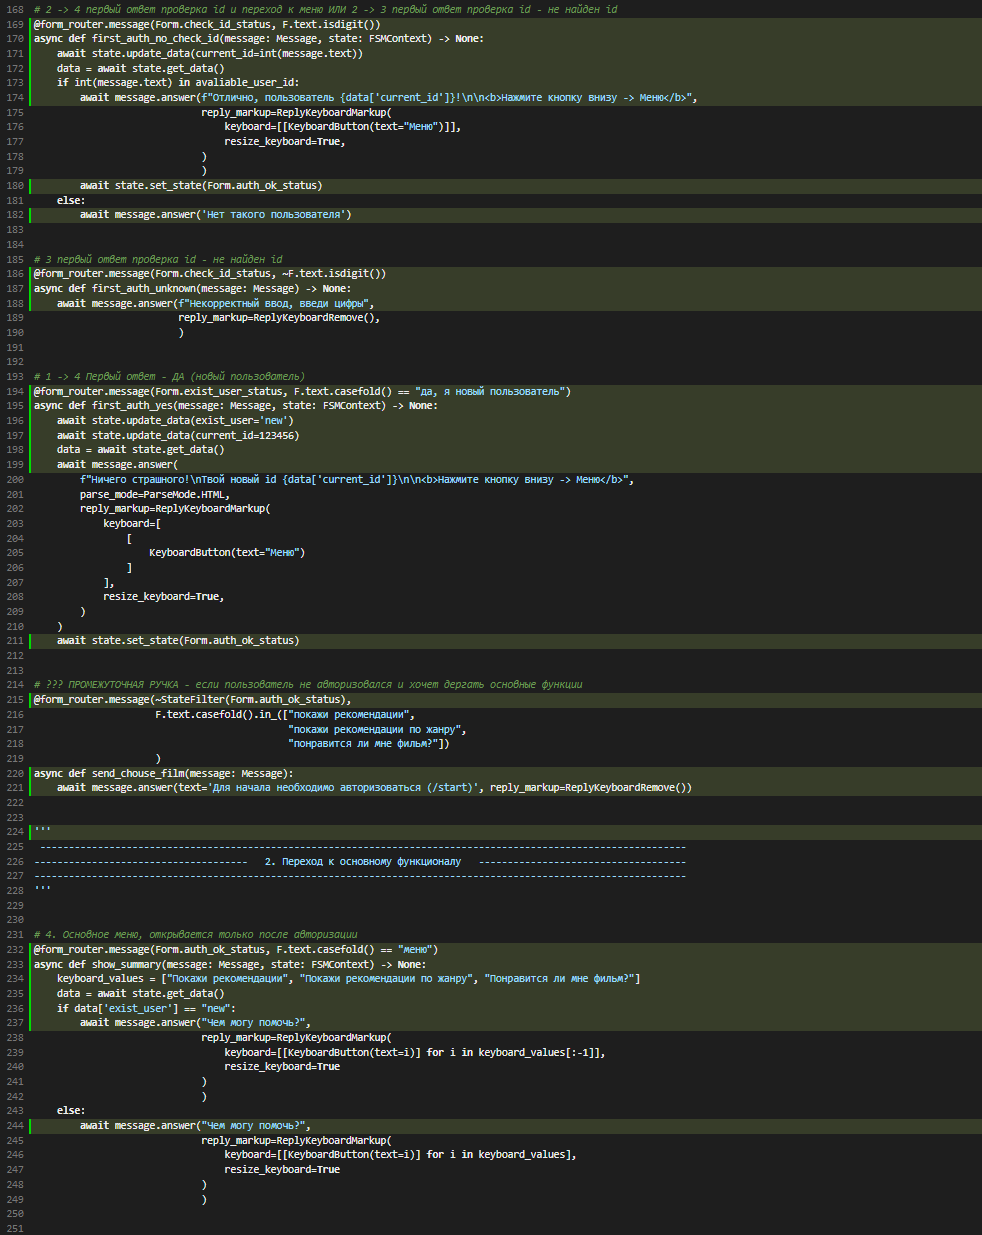 168 # 2 -> 4 первый ответ проверка id и переход к меню ИЛИ 2 -> 3 первый ответ проверка id - не найден id
169 @form_router.message(Form.check_id_status, F.text.isdigit())
170 async def first_auth_no_check_id(message: Message, state: FSMContext) -> None:
171     await state.update_data(current_id=int(message.text))
172     data = await state.get_data()
173     if int(message.text) in avaliable_user_id:
174         await message.answer(f"Отлично, пользователь {data['current_id']}!\n\n<b>Нажмите кнопку внизу -> Меню</b>",
175                              reply_markup=ReplyKeyboardMarkup(
176                                  keyboard=[[KeyboardButton(text="Меню")]],
177                                  resize_keyboard=True,
178                              )
179                              )
180         await state.set_state(Form.auth_ok_status)
181     else:
182         await message.answer('Нет такого пользователя')
183
184
185 # 3 первый ответ проверка id - не найден id
186 @form_router.message(Form.check_id_status, ~F.text.isdigit())
187 async def first_auth_unknown(message: Message) -> None:
188     await message.answer(f"Некорректный ввод, введи цифры",
189                          reply_markup=ReplyKeyboardRemove(),
190                          )
191
192
193 # 1 -> 4 Первый ответ - ДА (новый пользователь)
194 @form_router.message(Form.exist_user_status, F.text.casefold() == "да, я новый пользователь")
195 async def first_auth_yes(message: Message, state: FSMContext) -> None:
196     await state.update_data(exist_user='new')
197     await state.update_data(current_id=123456)
198     data = await state.get_data()
199     await message.answer(
200         f"Ничего страшного!\nТвой новый id {data['current_id']}\n\n<b>Нажмите кнопку внизу -> Меню</b>",
201         parse_mode=ParseMode.HTML,
202         reply_markup=ReplyKeyboardMarkup(
203             keyboard=[
204                 [
205                     KeyboardButton(text="Меню")
206                 ]
207             ],
208             resize_keyboard=True,
209         )
210     )
211     await state.set_state(Form.auth_ok_status)
212
213
214 # ??? ПРОМЕЖУТОЧНАЯ РУЧКА - если пользователь не авторизовался и хочет дергать основные функции
215 @form_router.message(~StateFilter(Form.auth_ok_status),
216                      F.text.casefold().in_(["покажи рекомендации",
217                                             "покажи рекомендации по жанру",
218                                             "понравится ли мне фильм?"])
219                      )
220 async def send_chouse_film(message: Message):
221     await message.answer(text='Для начала необходимо авторизоваться (/start)', reply_markup=ReplyKeyboardRemove())
222
223
224 '''
225  ----------------------------------------------------------------------------------------------------------------
226 -------------------------------------   2. Переход к основному функционалу   ------------------------------------
227 -----------------------------------------------------------------------------------------------------------------
228 '''
229
230
231 # 4. Основное меню, открывается только после авторизации
232 @form_router.message(Form.auth_ok_status, F.text.casefold() == "меню")
233 async def show_summary(message: Message, state: FSMContext) -> None:
234     keyboard_values = ["Покажи рекомендации", "Покажи рекомендации по жанру", "Понравится ли мне фильм?"]
235     data = await state.get_data()
236     if data['exist_user'] == "new":
237         await message.answer("Чем могу помочь?",
238                              reply_markup=ReplyKeyboardMarkup(
239                                  keyboard=[[KeyboardButton(text=i)] for i in keyboard_values[:-1]],
240                                  resize_keyboard=True
241                              )
242                              )
243     else:
244         await message.answer("Чем могу помочь?",
245                              reply_markup=ReplyKeyboardMarkup(
246                                  keyboard=[[KeyboardButton(text=i)] for i in keyboard_values],
247                                  resize_keyboard=True
248                              )
249                              )
250
251